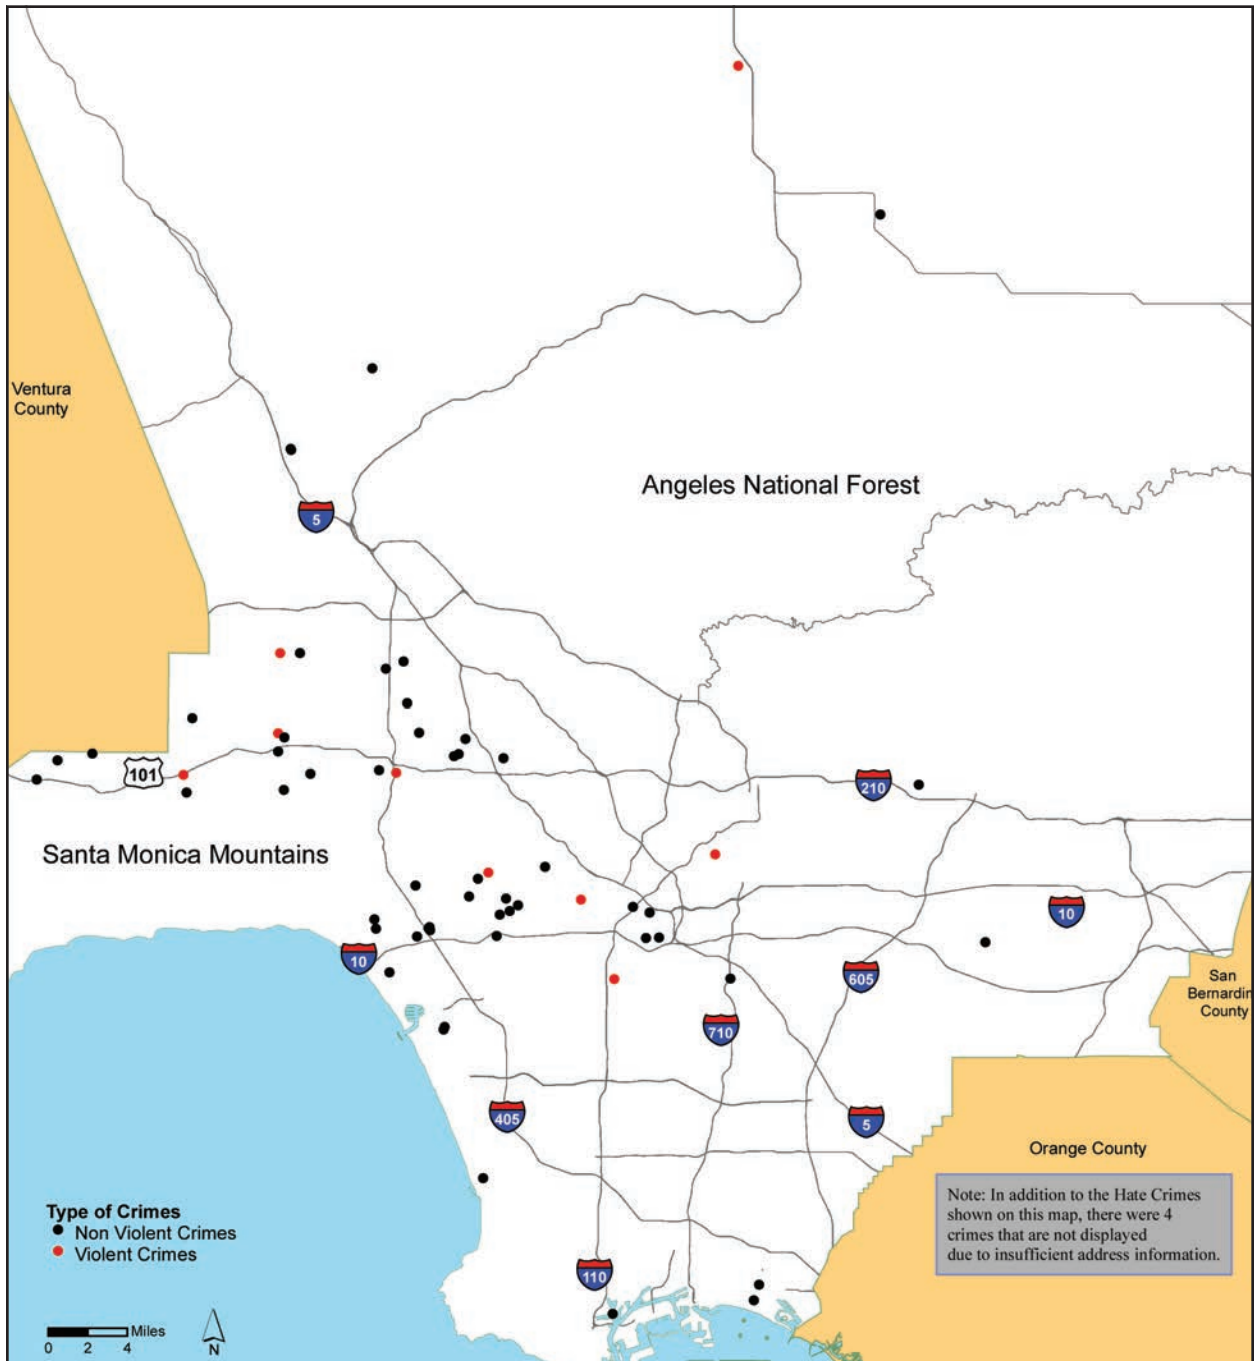 Ventura
County
5
Angeles National Forest
101
210
Santa Monica Mountains
10
10
605
San
Bernardin
County
710
405
5
Orange County
Type of Crimes
Non Violent Crimes
Violent Crimes
Note: In addition to the Hate Crimes
shown on this map, there were 4
crimes that are not displayed
due to insufficient address information.
110
Miles
0 2 4
N